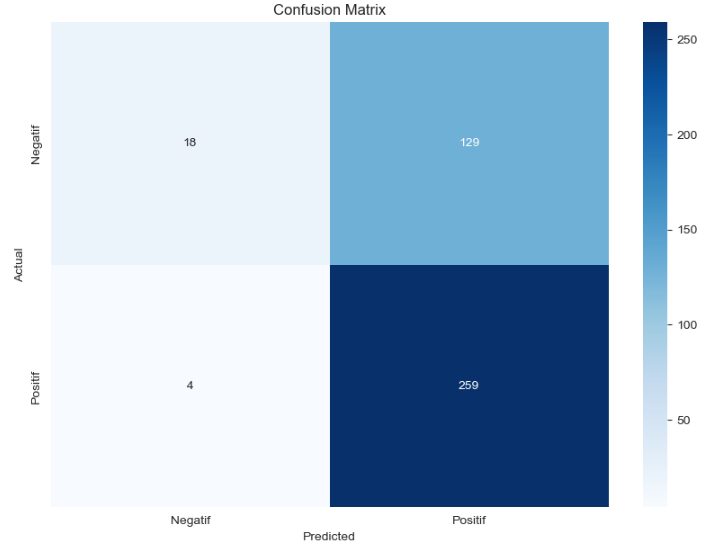 Confusion Matrix
250
200
150
100
50
Actual
Negatif
18
129
Positif
4
259
Negatif
Positif
Predicted